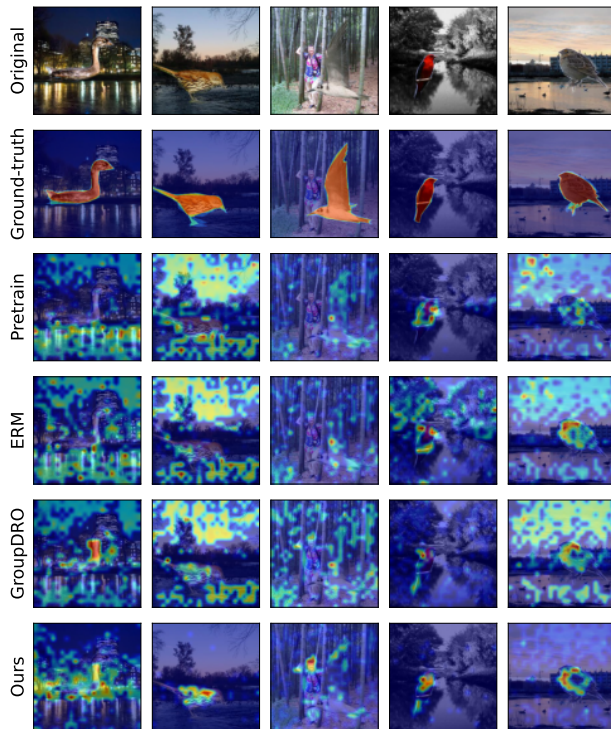 Original
Ground-truth
Pretrain
ERM
GroupDRO
Ours